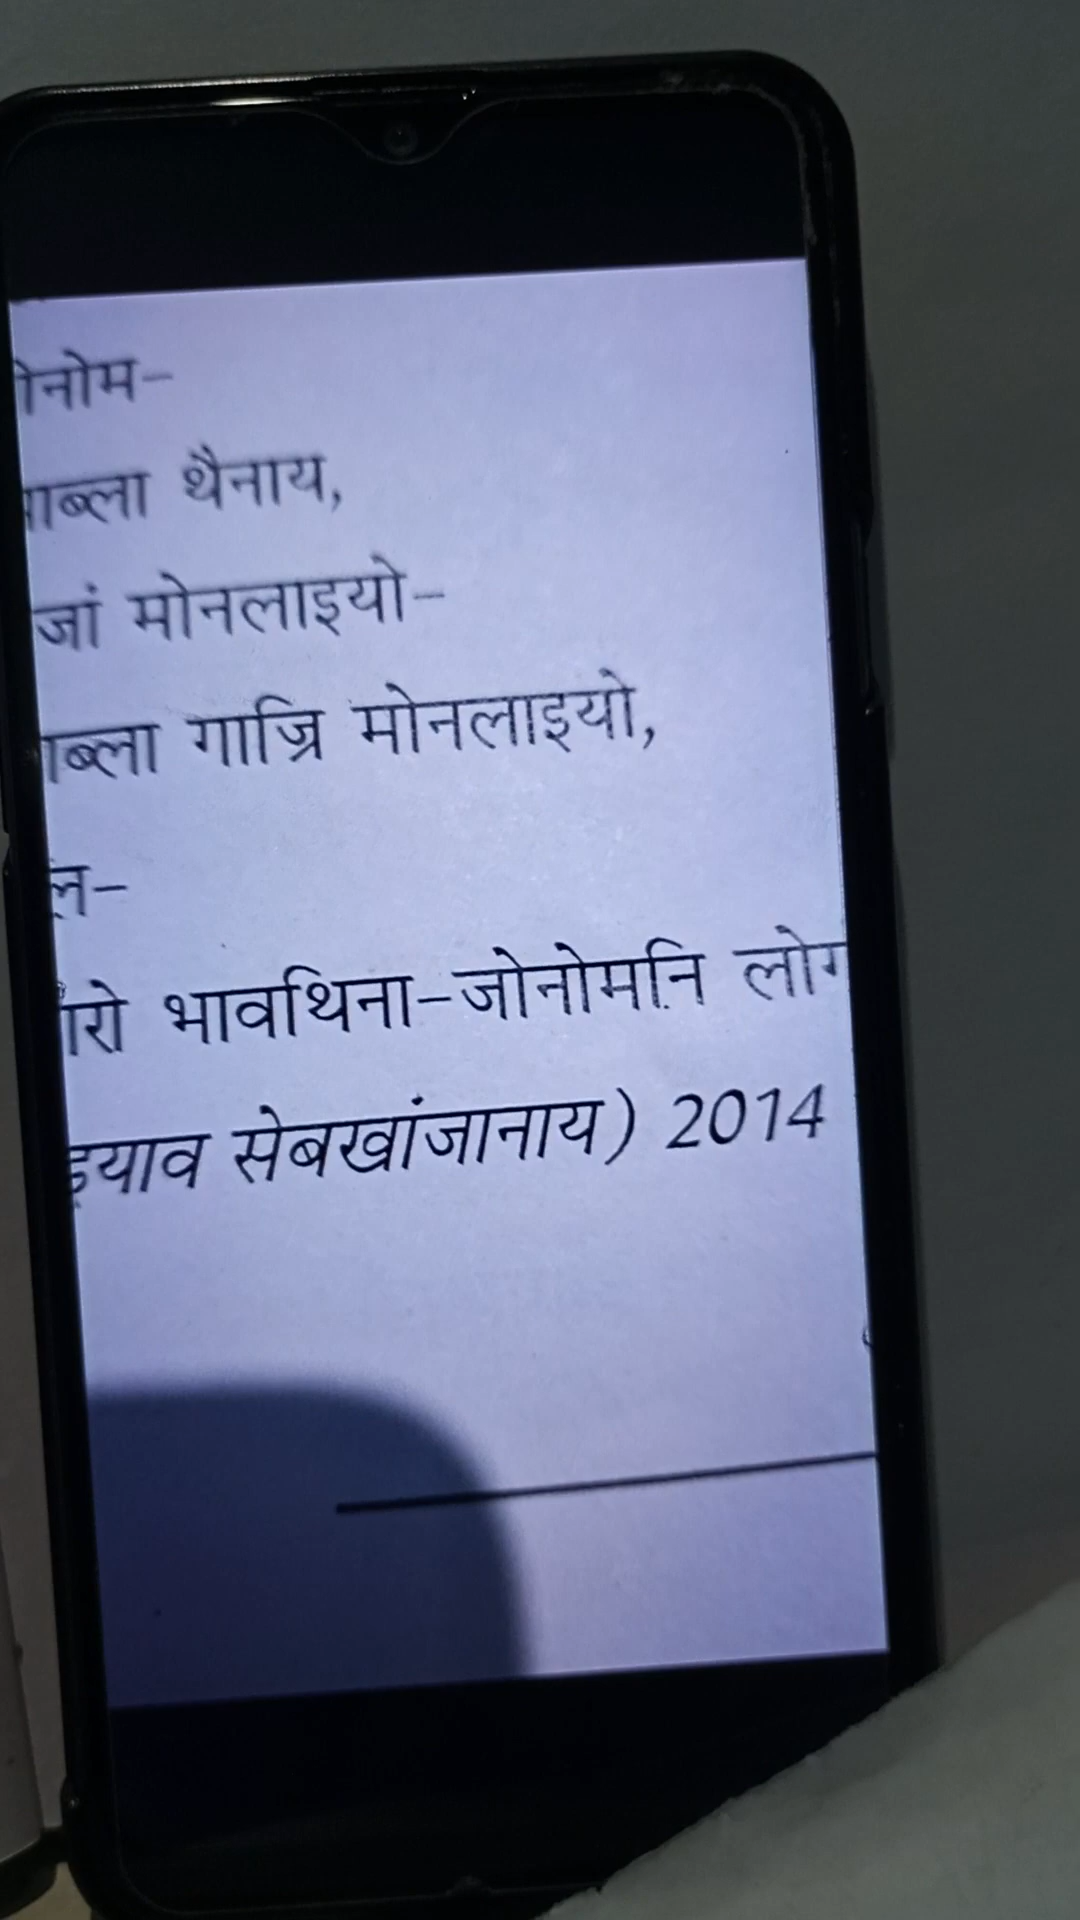 थैनाय,
जां मोनलाइयो-
गाज्रि मोनलाइयो,
भावथिना-जोनोमनि
सेबखांजानाय) 2014